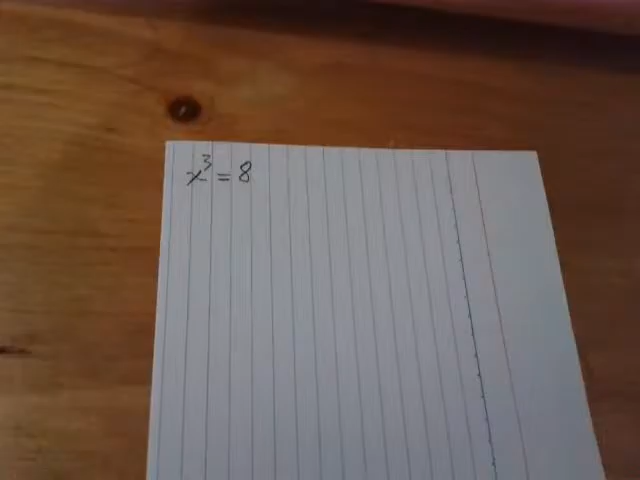 x³ = 8